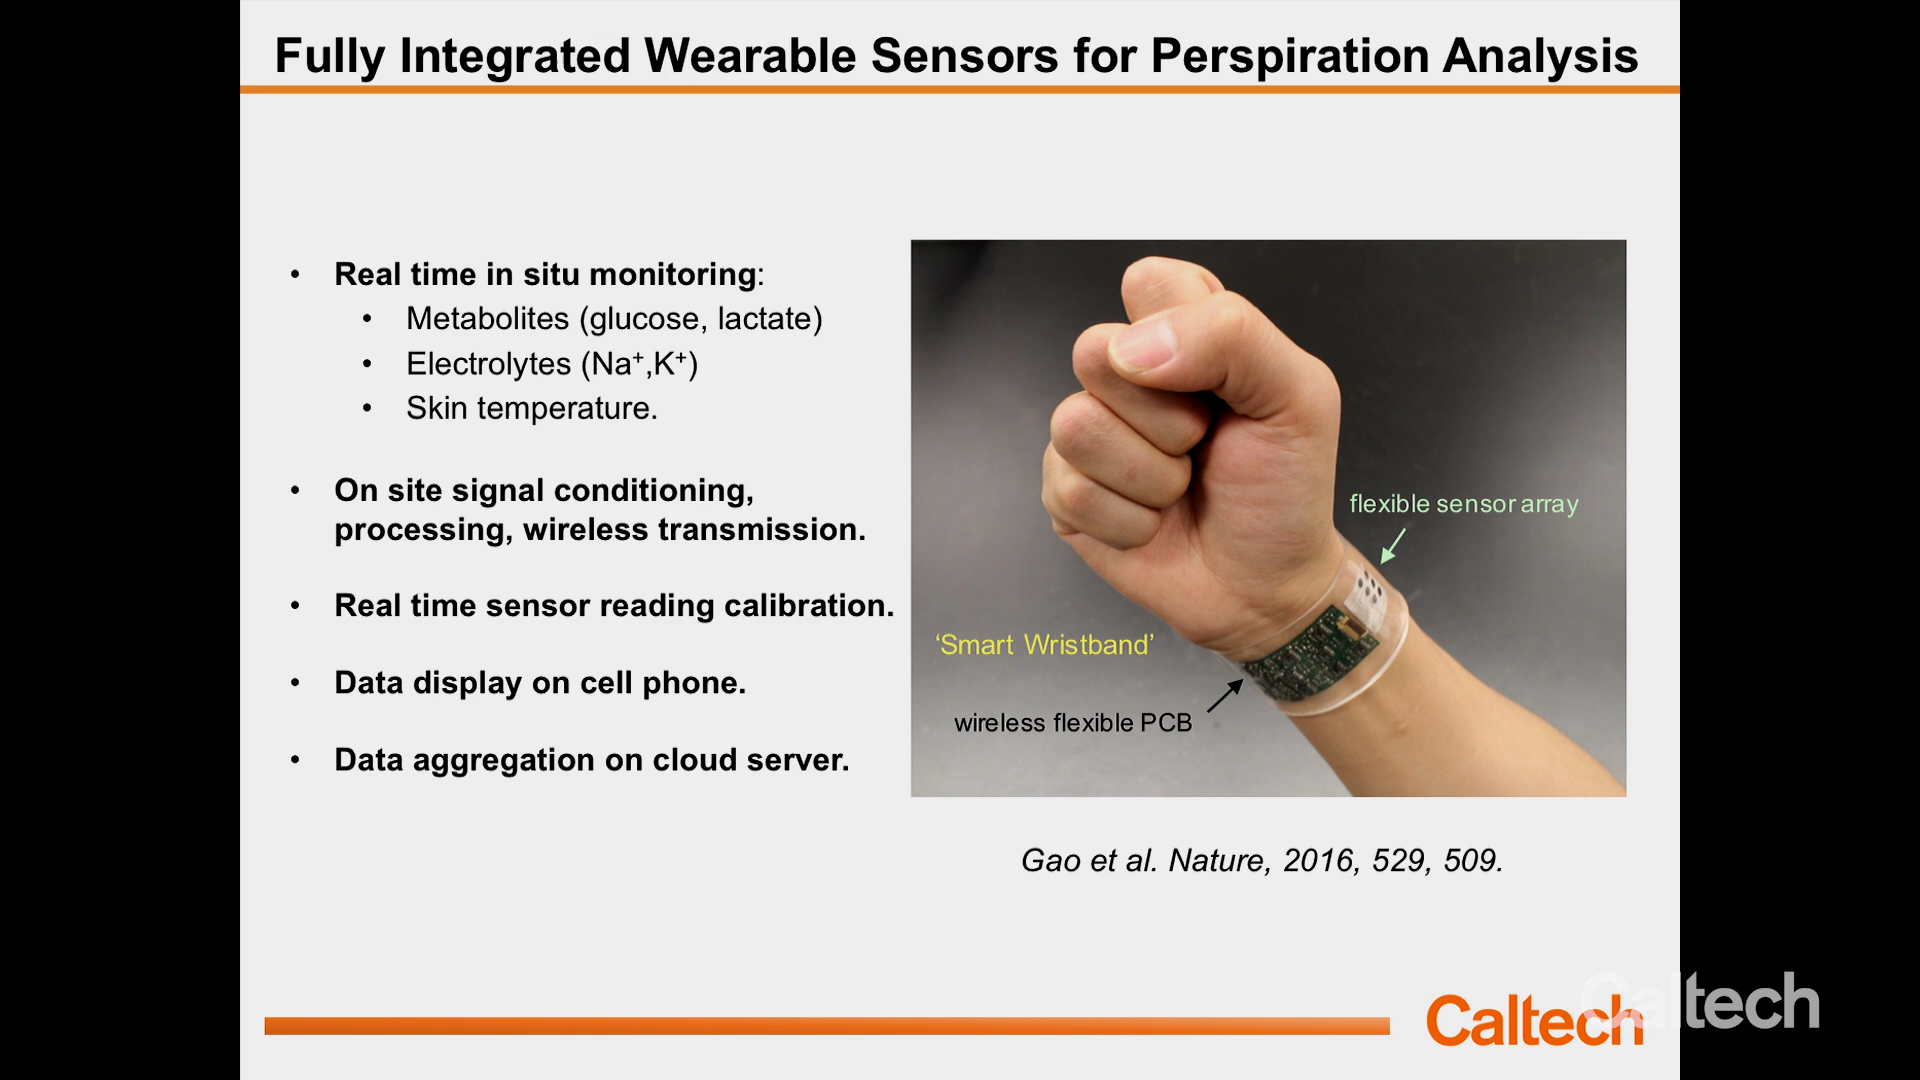 Fully Integrated Wearable Sensors for Perspiration Analysis
• Real time in situ monitoring:
• Metabolites (glucose, lactate)
• Electrolytes (Na⁺,K⁺)
• Skin temperature.
• On site signal conditioning,
processing, wireless transmission.
• Real time sensor reading calibration.
• Data display on cell phone.
• Data aggregation on cloud server.
flexible sensor array
‘Smart Wristband’
wireless flexible PCB
Gao et al. Nature, 2016, 529, 509.
Caltech
Caltech